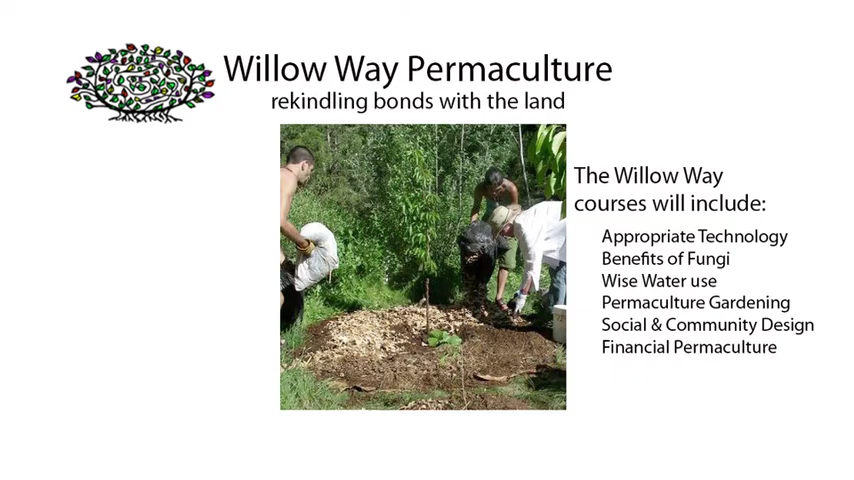 Willow Way Permaculture
rekindling bonds with the land
The Willow Way
courses will include:
Appropriate Technology
Benefits of Fungi
Wise Water use
Permaculture Gardening
Social & Community Design
Financial Permaculture